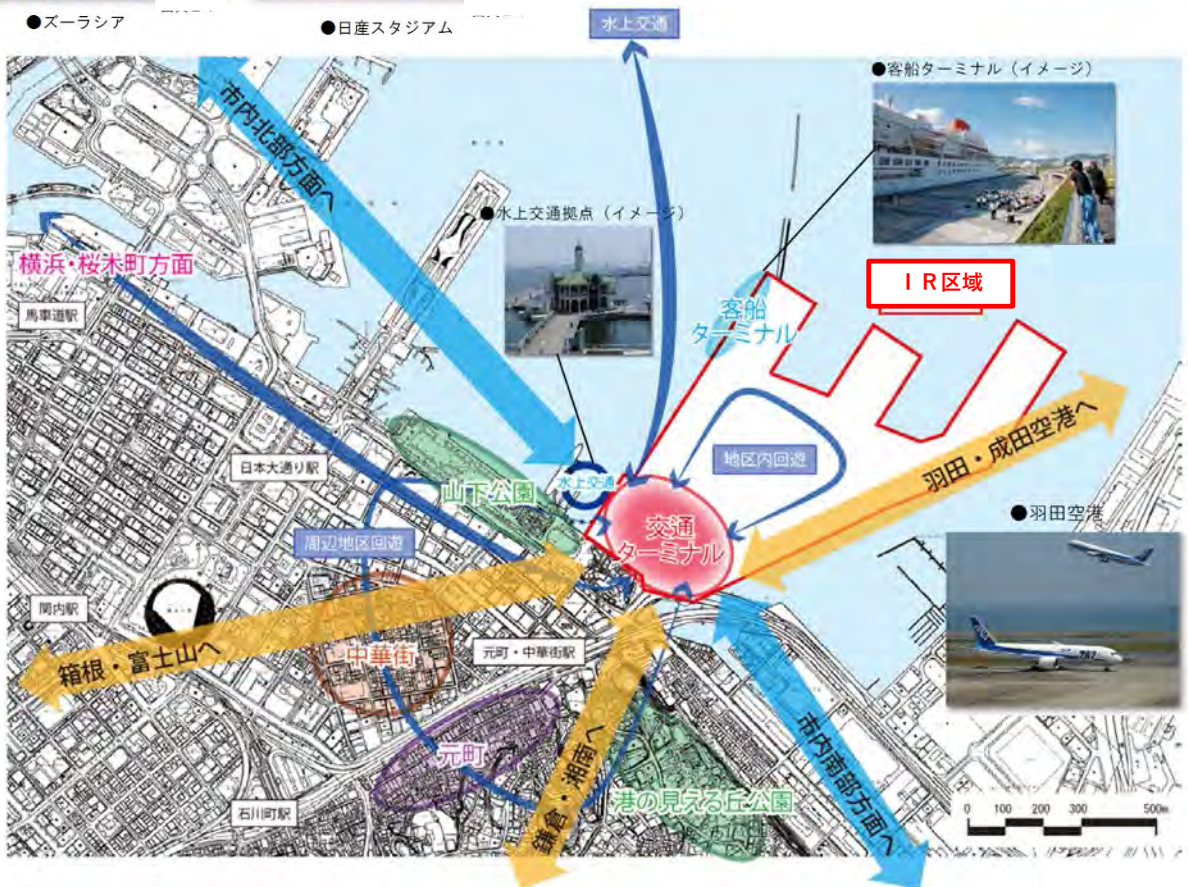 ●ズーラシア
●日産スタジアム
水上交通
●客船ターミナル（イメージ）
市内北部方面へ
●水上交通拠点（イメージ）
横浜・桜木町方面
馬車道駅
ＩＲ区域
客船
ターミナル
羽田・成田空港へ
地区内回遊
日本大通り駅
山下公園
水上交通
●羽田空港
交通
ターミナル
周辺地区回遊
関内駅
箱根・富士山へ
中華街
元町・中華街駅
元町
鎌倉・湘南へ
港の見える丘公園
市内南部方面へ
石川町駅
0 100 200 300 500m
787